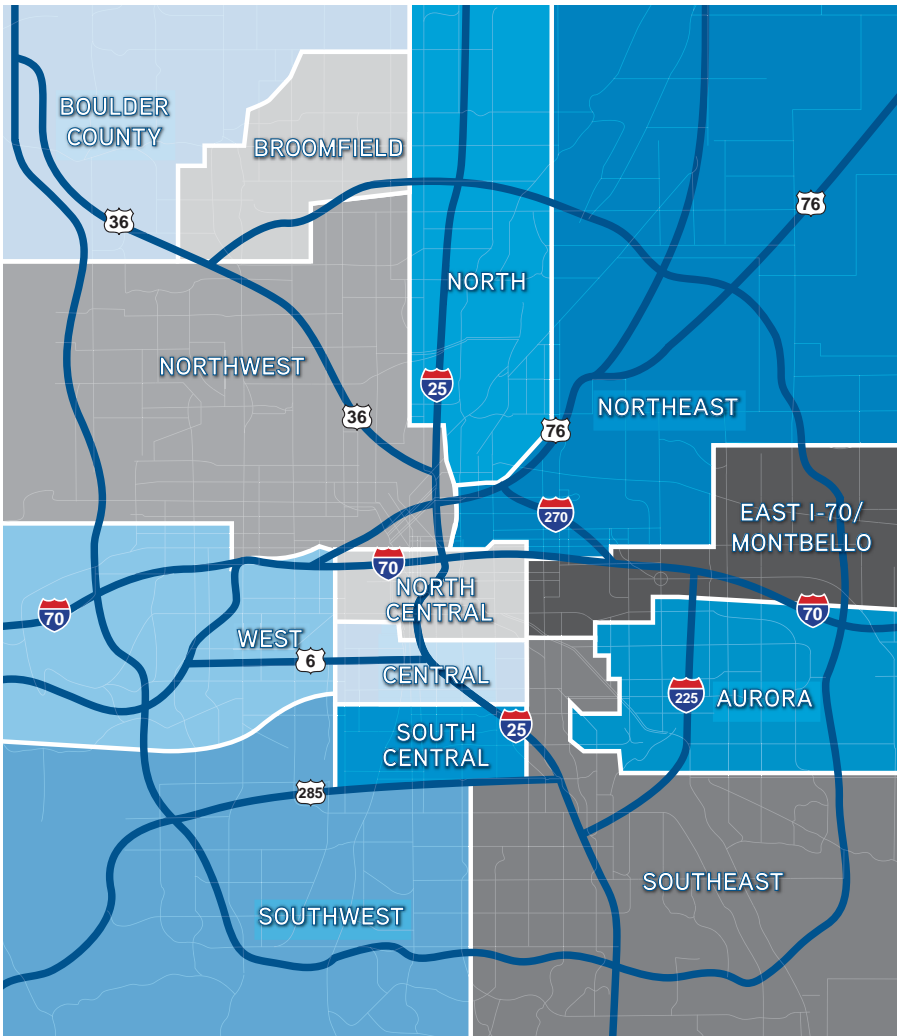 BOULDER
COUNTY
BROOMFIELD
36
76
NORTH
NORTHWEST
25
36
NORTHEAST
76
270
EAST I-70/
MONTBELLO
70
NORTH
CENTRAL
70
70
WEST
6
CENTRAL
225
AURORA
25
SOUTH
CENTRAL
285
SOUTHEAST
SOUTHWEST